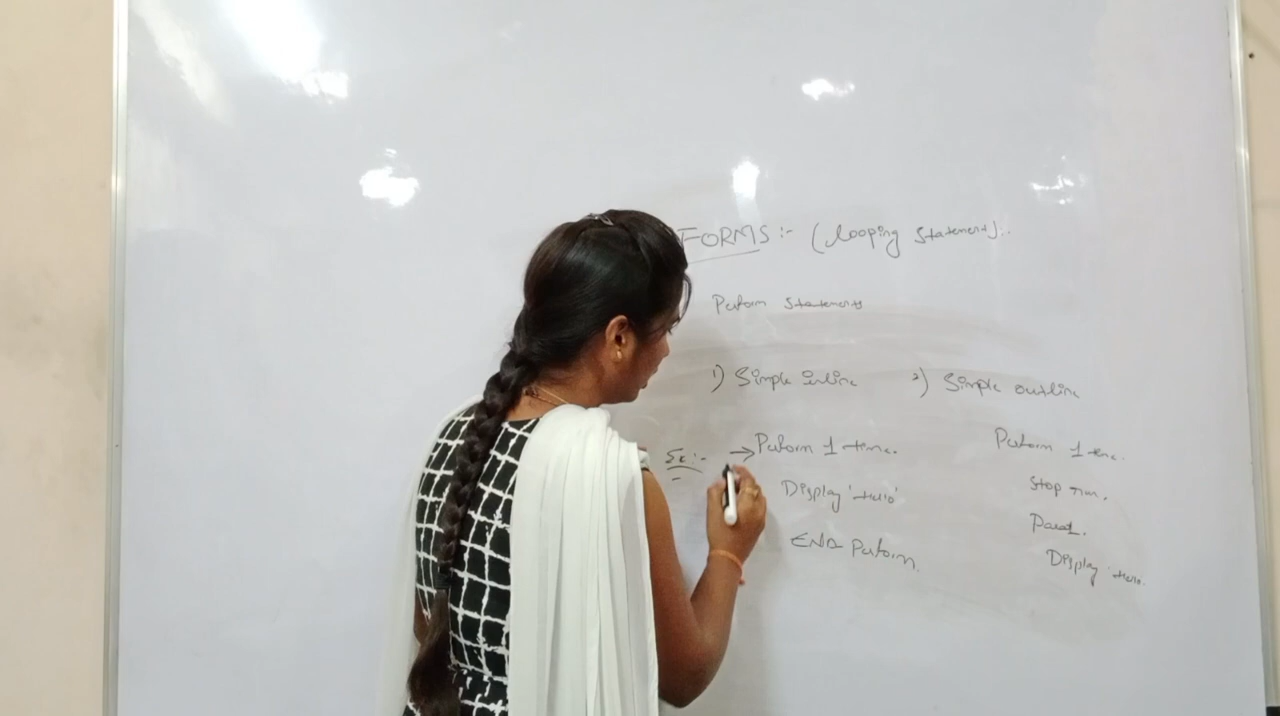 FORMS :- (looping statement)..
Perform statements
1) Simple inline 2) Simple outline
Ex :- → Perform 1 time. Perform 1 time.
Display 'Hello' Stop run.
END Perform. Para1.
Display 'Hello.